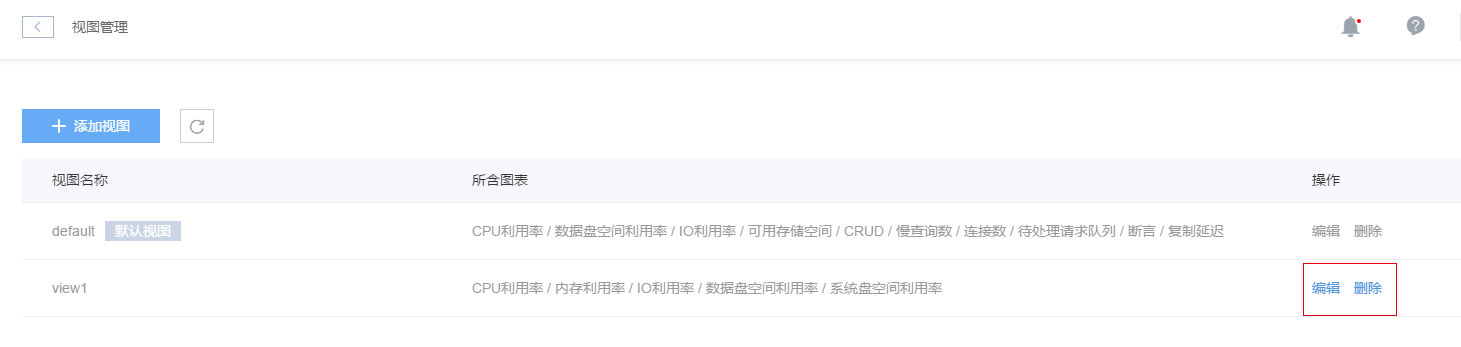 视图管理
添加视图
视图名称 所含图表 操作
default 默认视图 CPU利用率 / 数据盘空间利用率 / IO利用率 / 可用存储空间 / CRUD / 慢查询数 / 连接数 / 待处理请求队列 / 断言 / 复制延迟 编辑 删除
view1 CPU利用率 / 内存利用率 / IO利用率 / 数据盘空间利用率 / 系统盘空间利用率 编辑 删除